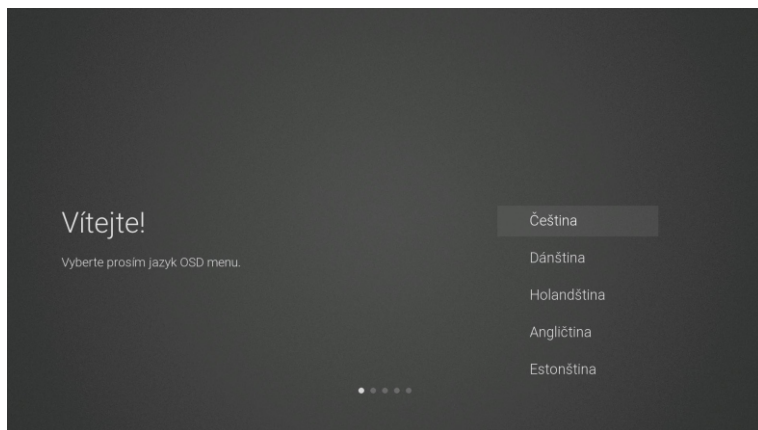 Vítejte!
Vyberte prosím jazyk OSD menu.
Čeština
Dánština
Holandština
Angličtina
Estonština